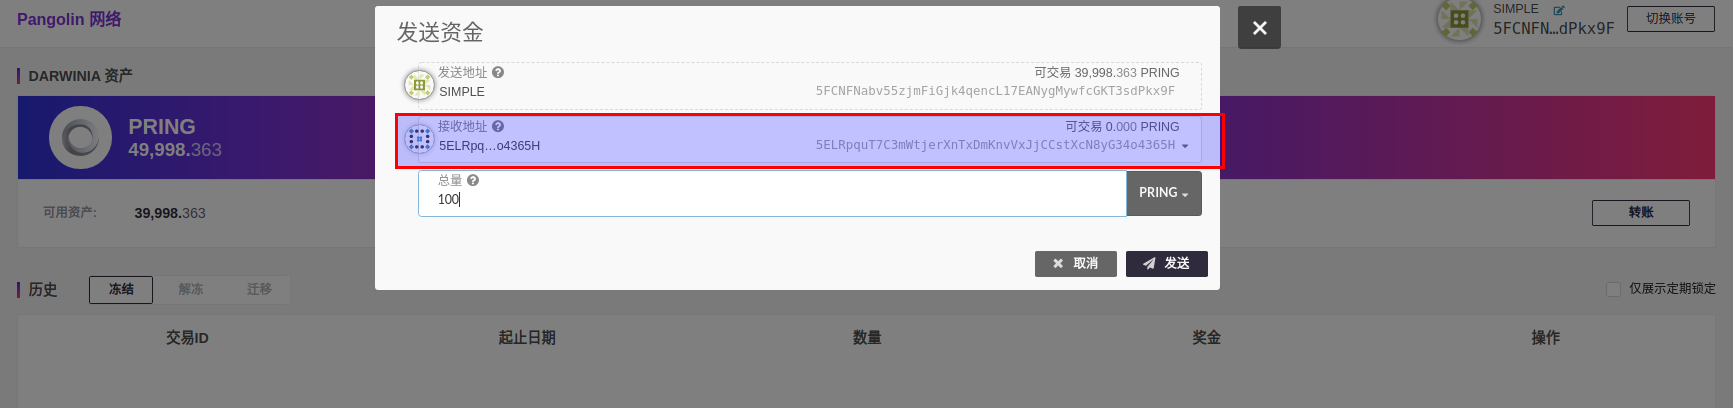 Pangolin 网络
SIMPLE
5FCNFN…dPkx9F
切换账号
DARWINIA 资产
PRING
49,998.363
可用资产:
39,998.363
转账
发送资金
发送地址
可交易 39,998.363 PRING
SIMPLE
5FCNFNabv55zjmFiGjk4qencL17EANygMywfcGKT3sdPkx9F
接收地址
可交易 0.000 PRING
5ELRpq…o4365H
5ELRpquT7C3mWtjerXnTxDmKnvVxJjCCstXcN8yG34o4365H
总量
100
PRING
取消
发送
历史
冻结
解冻
迁移
仅展示定期锁定
交易ID
起止日期
数量
奖金
操作